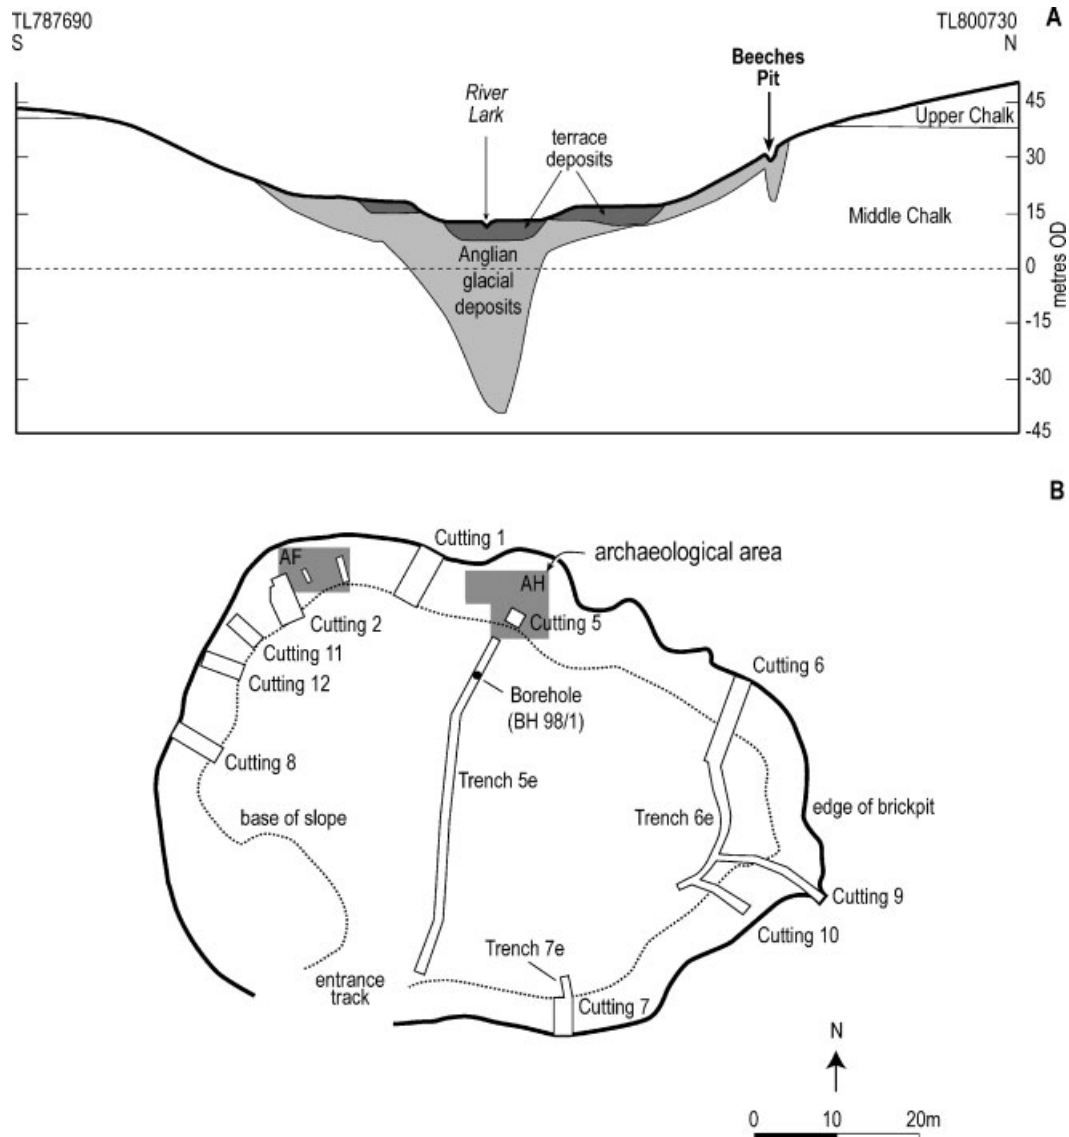 TL787690
S
TL800730
N
A
Beeches
Pit
River
Lark
terrace
deposits
Upper Chalk
Middle Chalk
Anglian
glacial
deposits
45
30
15
0
-15
-30
-45
metres OD
B
Cutting 1
archaeological area
AF
AH
Cutting 2
Cutting 5
Cutting 11
Cutting 12
Cutting 6
Borehole
(BH 98/1)
Cutting 8
Trench 5e
base of slope
Trench 6e
edge of brickpit
Cutting 9
Cutting 10
Trench 7e
entrance
track
Cutting 7
N
0 10 20m